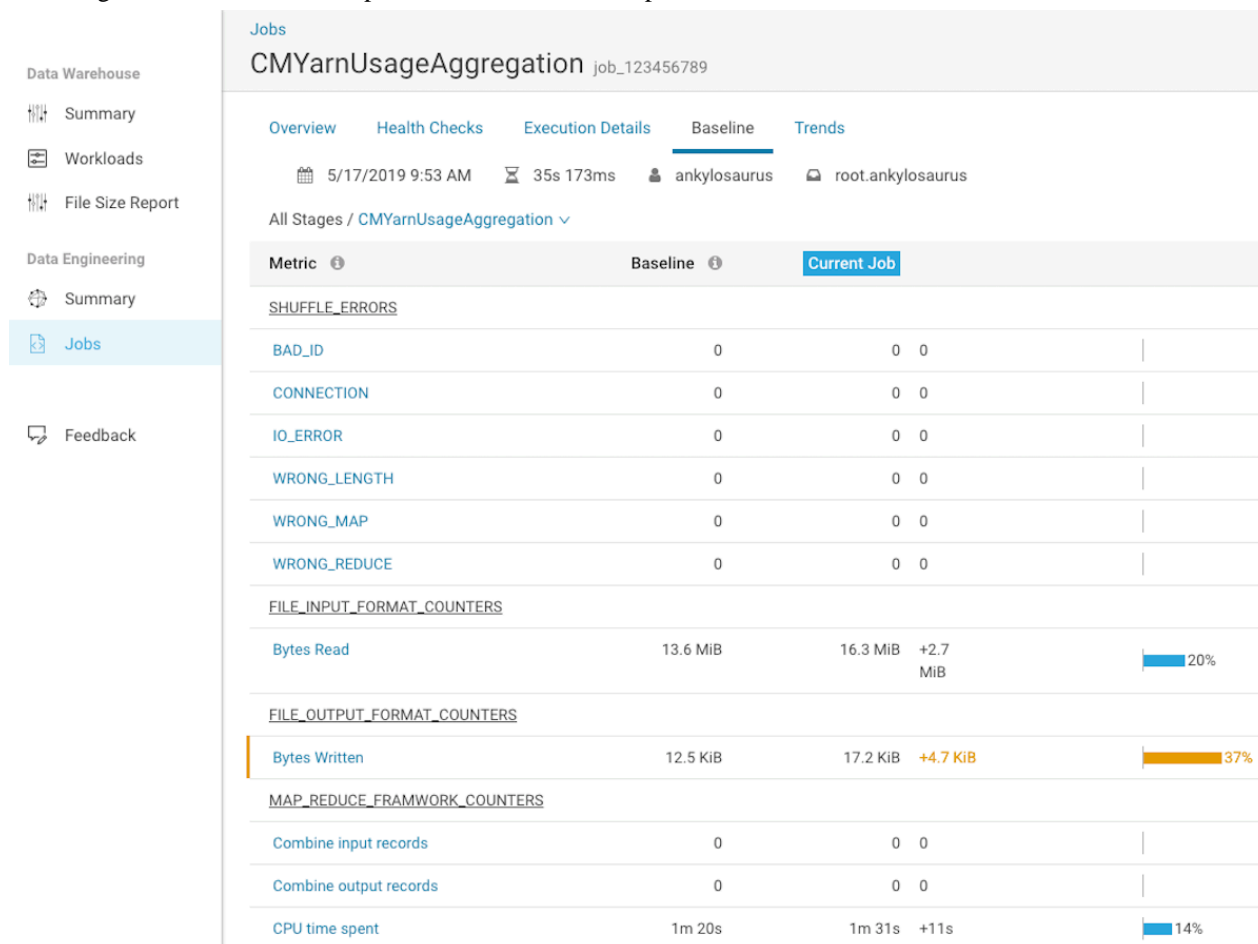 Jobs
CMYarnUsageAggregation job_123456789
Data Warehouse
Summary
Workloads
File Size Report
Data Engineering
Summary
Jobs
Feedback
Overview Health Checks Execution Details Baseline Trends
5/17/2019 9:53 AM 35s 173ms ankylosaurus root.ankylosaurus
All Stages / CMYarnUsageAggregation
Metric Baseline Current Job
SHUFFLE_ERRORS
BAD_ID 0 0 0
CONNECTION 0 0 0
IO_ERROR 0 0 0
WRONG_LENGTH 0 0 0
WRONG_MAP 0 0 0
WRONG_REDUCE 0 0 0
FILE_INPUT_FORMAT_COUNTERS
Bytes Read 13.6 MiB 16.3 MiB +2.7 MiB 20%
FILE_OUTPUT_FORMAT_COUNTERS
Bytes Written 12.5 KiB 17.2 KiB +4.7 KiB 37%
MAP_REDUCE_FRAMWORK_COUNTERS
Combine input records 0 0 0
Combine output records 0 0 0
CPU time spent 1m 20s 1m 31s +11s 14%